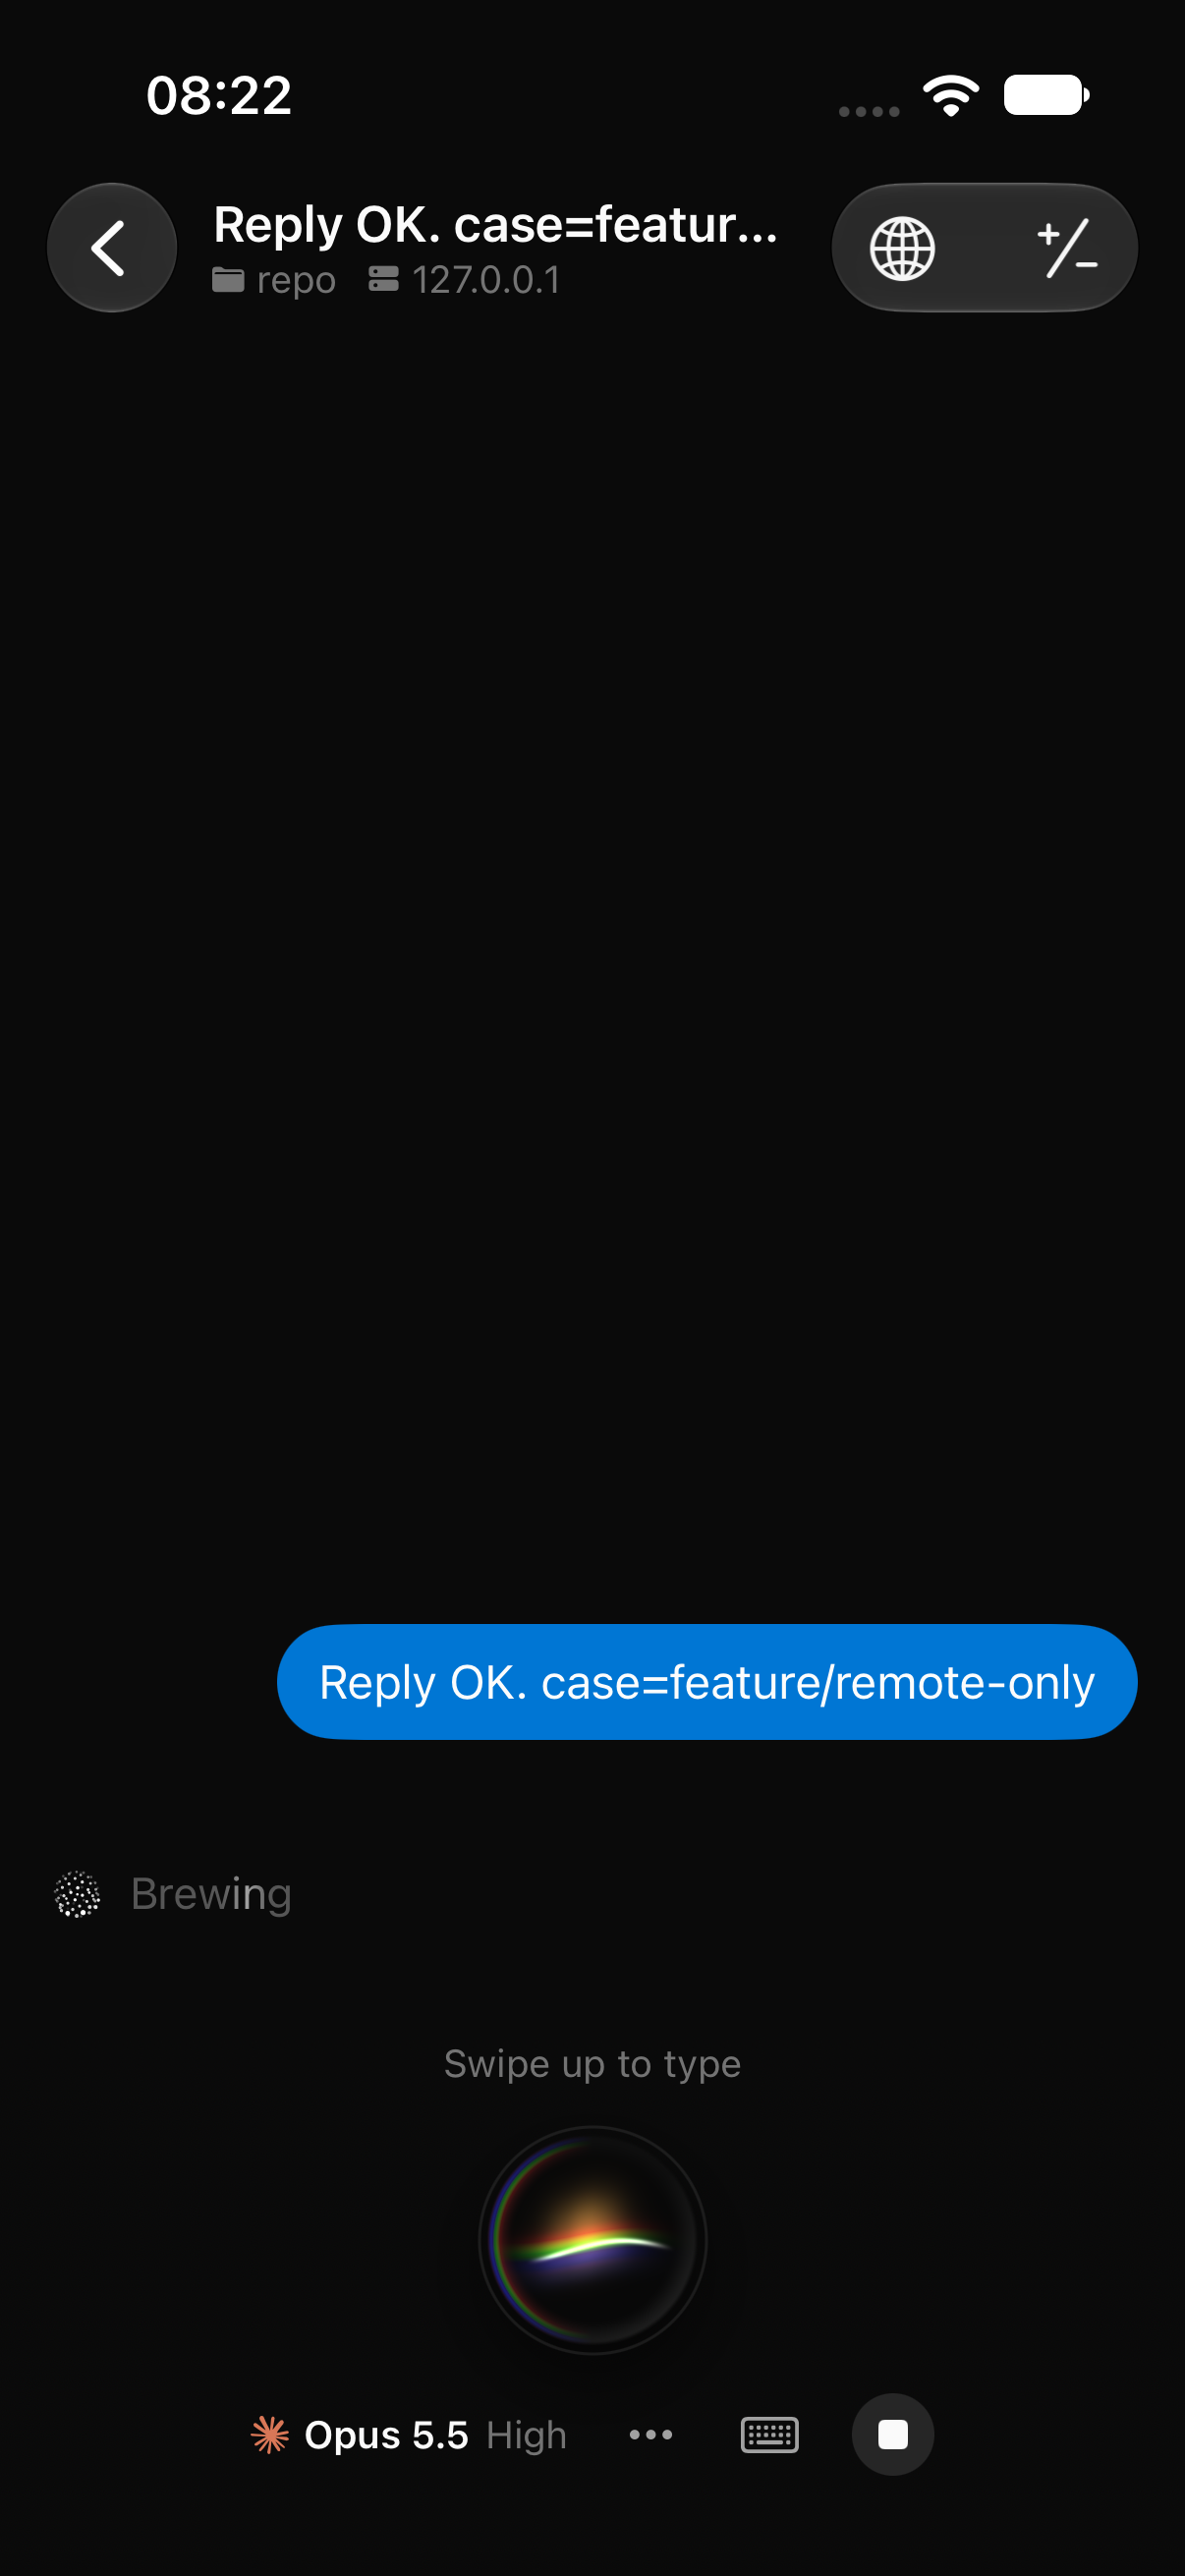 08:22
Reply OK. case=featur...
repo 127.0.0.1
Reply OK. case=feature/remote-only
Brewing
Swipe up to type
Opus 5.5 High